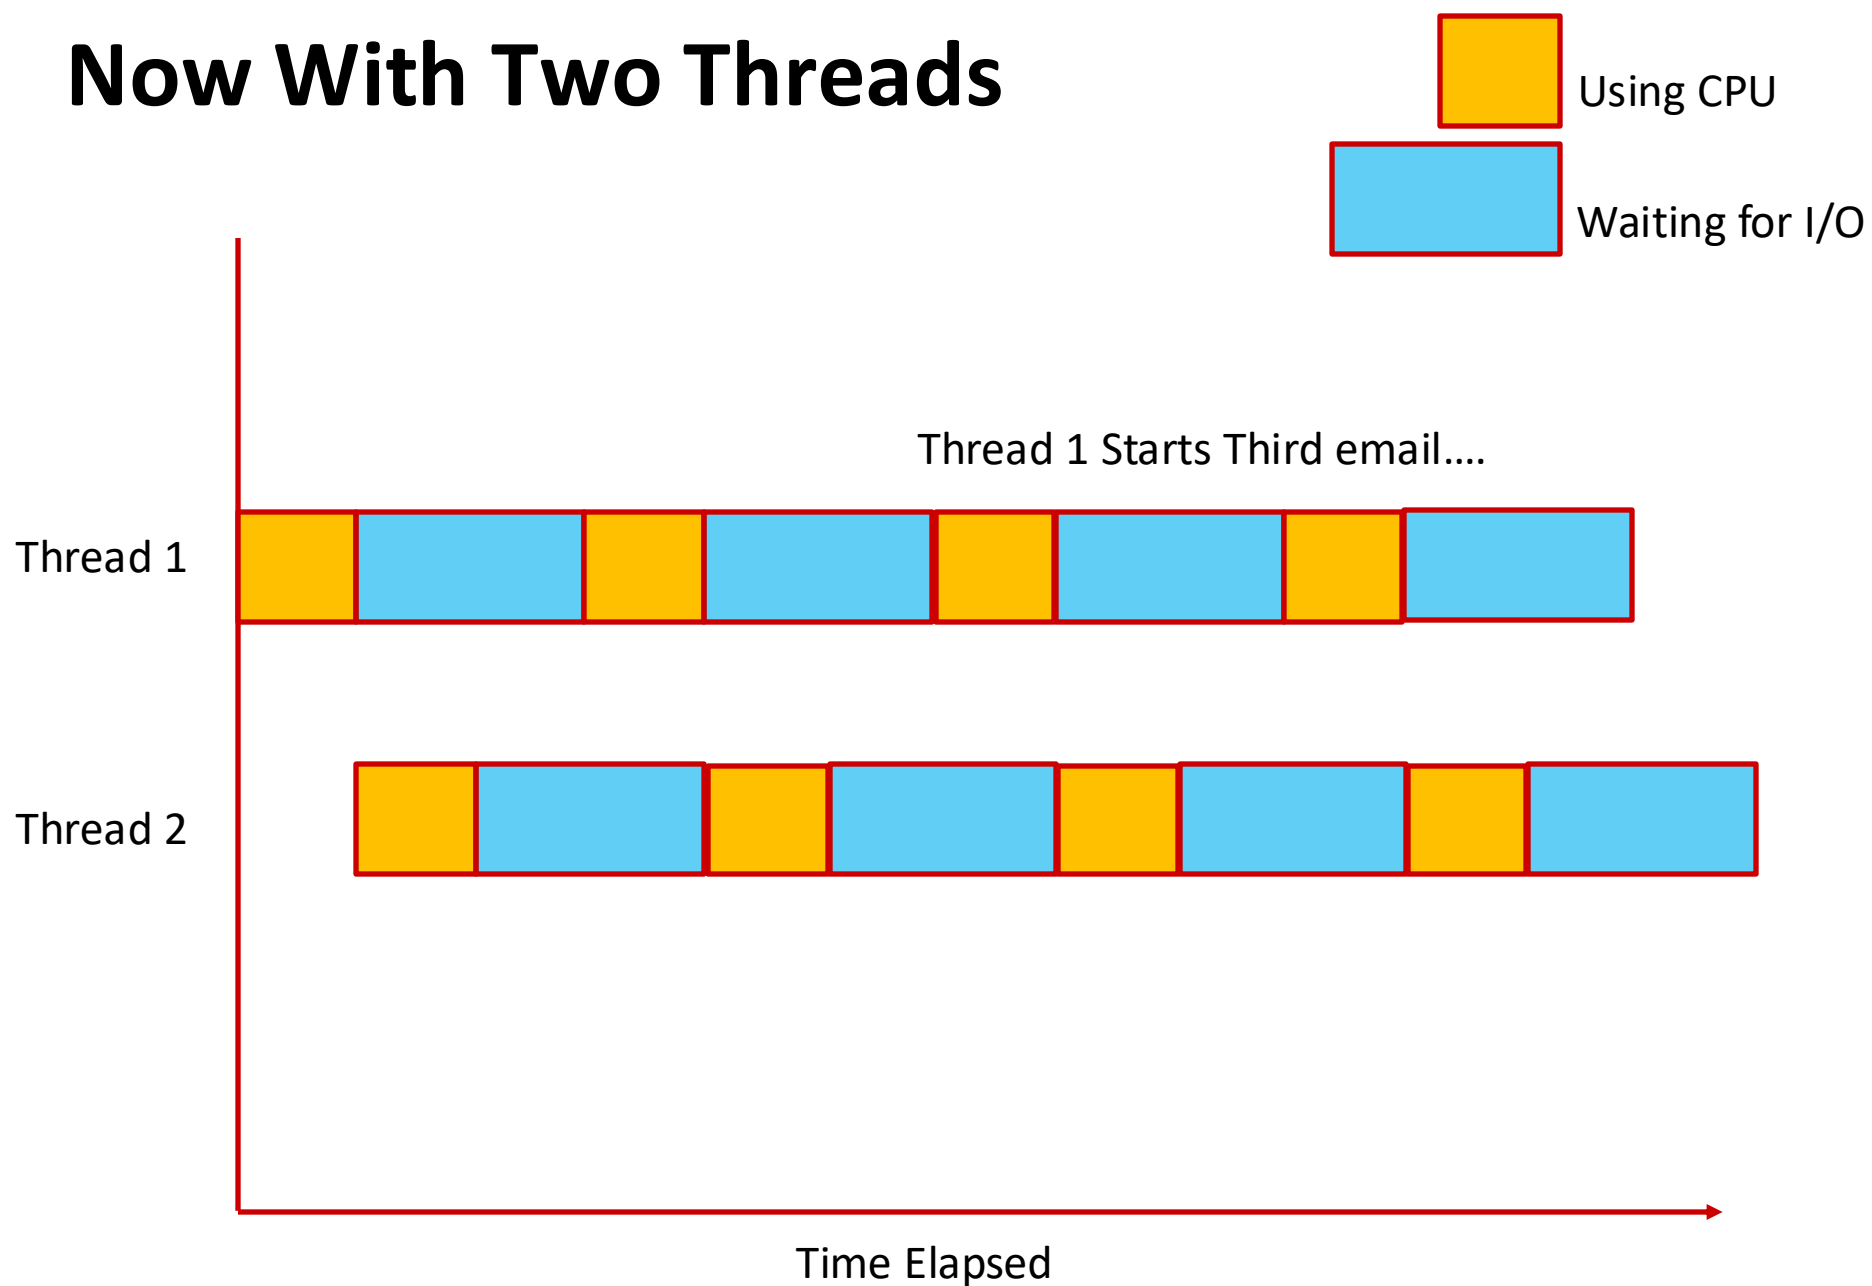 Now With Two Threads
Using CPU
Waiting for I/O
Thread 1 Starts Third email....
Thread 1
Thread 2
Time Elapsed